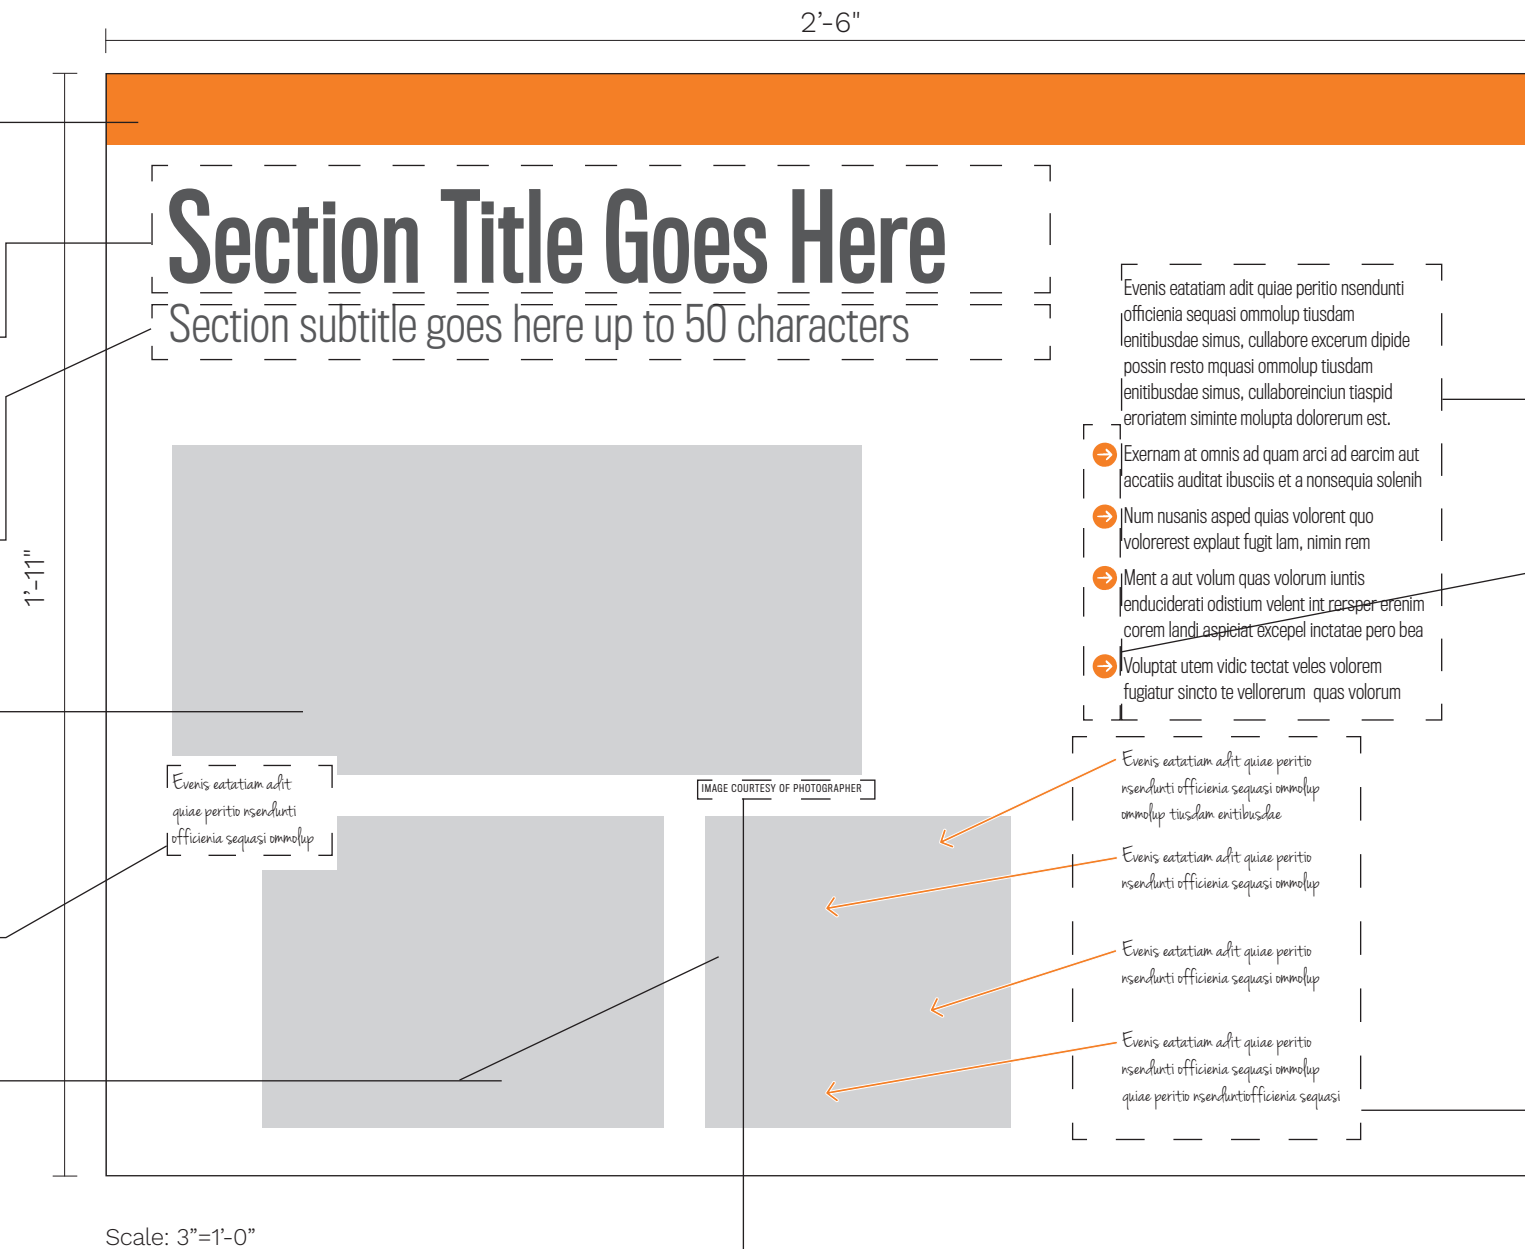 2’-6"
Section Title Goes Here
Section subtitle goes here up to 50 characters
1’-11"
Evenis eatatiam adit quiae peritio nsendunti
officienia sequasi ommolup tiusdam
enitibusdae simus, cullabore excerum dipide
possin resto mquasi ommolup tiusdam
enitibusdae simus, cullaboreinciun tiaspid
eroriatem siminte molupta dolorerum est.
Exernam at omnis ad quam arci ad earcim aut
accatiis auditat ibusciis et a nonsequia solenih
Num nusanis asped quias volorent quo
volorerest explaut fugit lam, nimin rem
Ment a aut volum quas volorum iuntis
enduciderati odistium velent int rersper erenim
corem landi aspiciat excepel inctatae pero bea
Voluptat utem vidic tectat veles volorem
fugiatur sincto te vellorerum quas volorum
Evenis eatatiam adit
quiae peritio nsendunti
officienia sequasi ommolup
IMAGE COURTESY OF PHOTOGRAPHER
Evenis eatatiam adit quiae peritio
nsendunti officienia sequasi ommolup
ommolup tiusdam enitibusdae
Evenis eatatiam adit quiae peritio
nsendunti officienia sequasi ommolup
Evenis eatatiam adit quiae peritio
nsendunti officienia sequasi ommolup
Evenis eatatiam adit quiae peritio
nsendunti officienia sequasi ommolup
quiae peritio nsenduntiofficienia sequasi
Scale: 3”=1’-0”